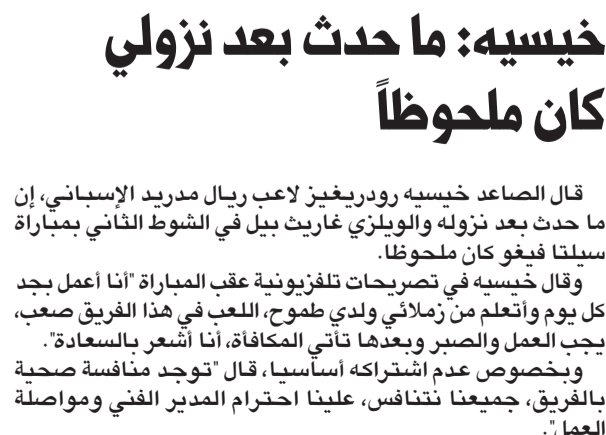 خيسيه: ما حدث بعد نزولي
كان ملحوظاً
قال الصاعد خيسيه رودريغيز لاعب ريال مدريد الإسباني، إن
ما حدث بعد نزوله والويلزي غاريث بيل في الشوط الثاني بمباراة
سيلتا فيغو كان ملحوظا.
وقال خيسيه في تصريحات تلفزيونية عقب المباراة "أنا أعمل بجد
كل يوم وأتعلم من زملائي ولدي طموح، اللعب في هذا الفريق صعب،
يجب العمل والصبر وبعدها تأتي المكافأة، أنا أشعر بالسعادة".
وبخصوص عدم اشتراكه أساسيا، قال "توجد منافسة صحية
بالفريق، جميعنا نتنافس، علينا احترام المدير الفني ومواصلة
العمل".